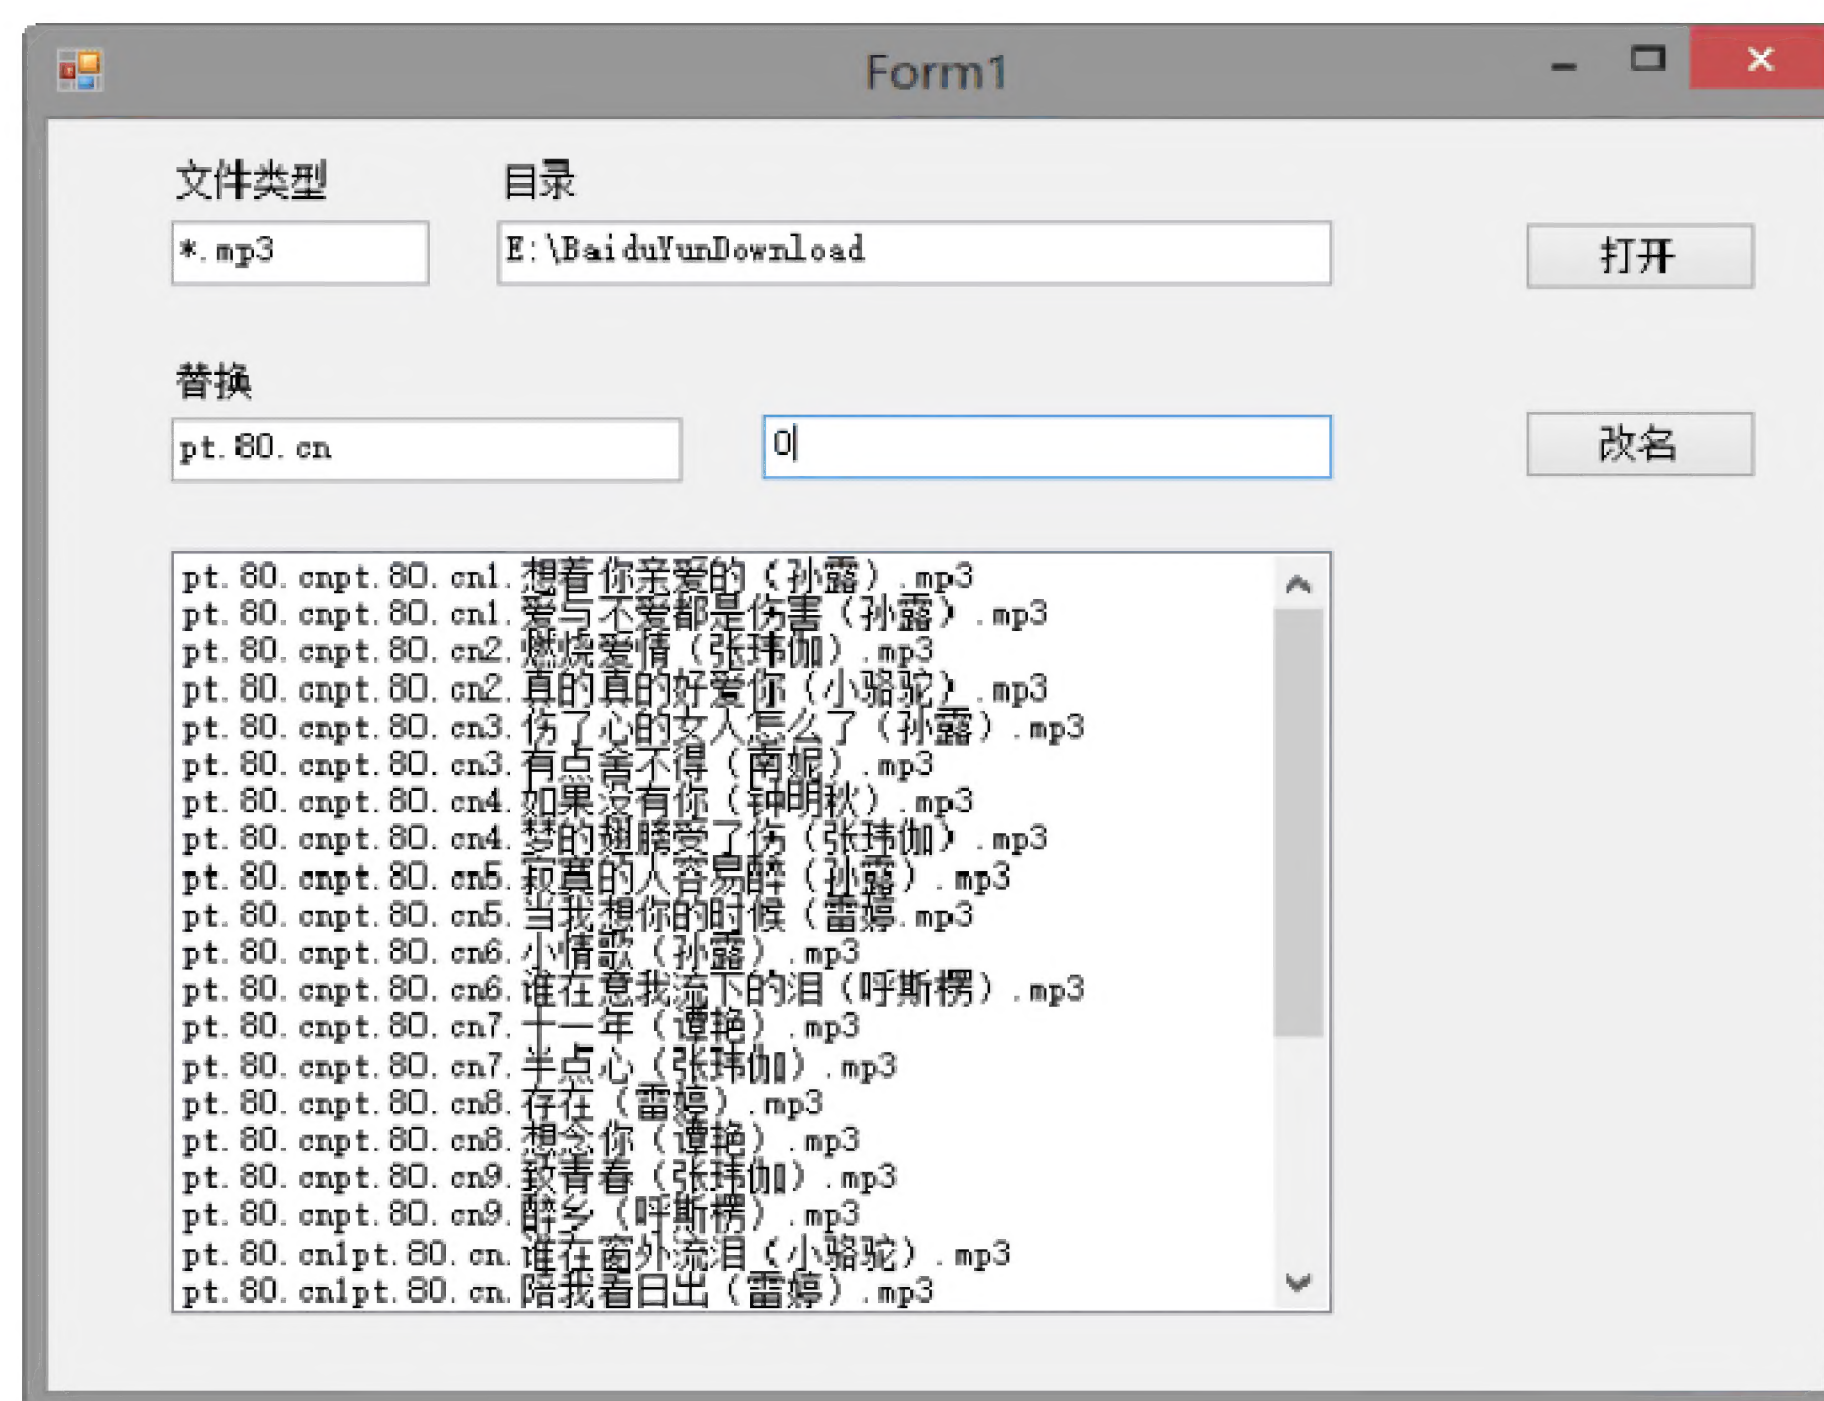 Form1
文件类型 目录
*.mp3 E:\BaiduYunDownload 打开
替换
pt.80.cn 0 改名
pt.80.cnpt.80.cn1.想着你亲爱的（孙露）.mp3
pt.80.cnpt.80.cn1.爱与不爱都是伤害（孙露）.mp3
pt.80.cnpt.80.cn2.燃烧爱情（张玮伽）.mp3
pt.80.cnpt.80.cn2.真的真的好爱你（小骆驼）.mp3
pt.80.cnpt.80.cn3.伤了心的女人怎么了（孙露）.mp3
pt.80.cnpt.80.cn3.有点舍不得（南妮）.mp3
pt.80.cnpt.80.cn4.如果没有你（钟明秋）.mp3
pt.80.cnpt.80.cn4.梦的翅膀受了伤（张玮伽）.mp3
pt.80.cnpt.80.cn5.寂寞的人容易醉（孙露）.mp3
pt.80.cnpt.80.cn5.当我想你的时候（雷婷.mp3
pt.80.cnpt.80.cn6.小情歌（孙露）.mp3
pt.80.cnpt.80.cn6.谁在意我流下的泪（呼斯楞）.mp3
pt.80.cnpt.80.cn7.十一年（谭艳）.mp3
pt.80.cnpt.80.cn7.半点心（张玮伽）.mp3
pt.80.cnpt.80.cn8.存在（雷婷）.mp3
pt.80.cnpt.80.cn8.想念你（谭艳）.mp3
pt.80.cnpt.80.cn9.致青春（张玮伽）.mp3
pt.80.cnpt.80.cn9.醉乡（呼斯楞）.mp3
pt.80.cn1pt.80.cn.谁在窗外流泪（小骆驼）.mp3
pt.80.cn1pt.80.cn.陪我看日出（雷婷）.mp3